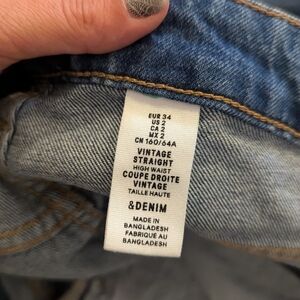 EUR 34
US 2
CA 2
MX 2
CN 160/64A
VINTAGE
STRAIGHT
HIGH WAIST
COUPE DROITE
VINTAGE
TAILLE HAUTE
&DENIM
MADE IN
BANGLADESH
FABRIQUÉ AU
BANGLADESH